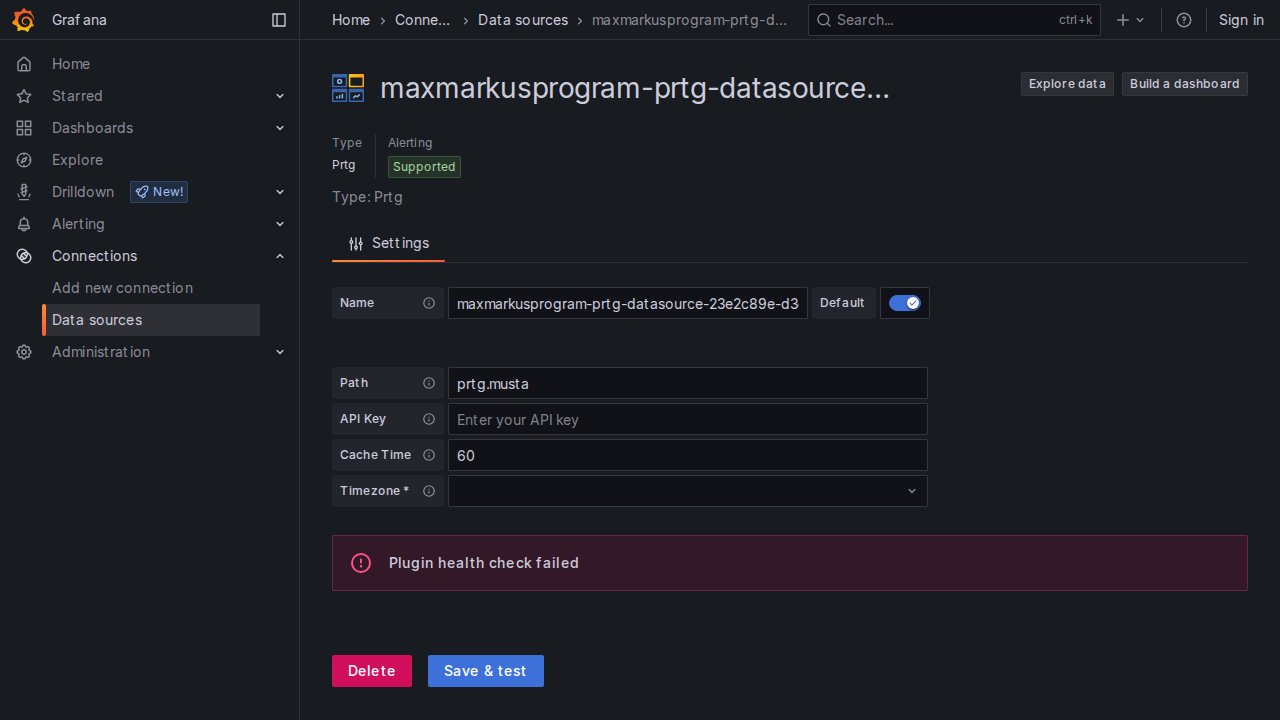 Grafana
Home
Conne...
Data sources
maxmarkusprogram-prtg-d...
Search...
ctrl+k
Sign in
Home
Starred
Dashboards
Explore
Drilldown
New!
Alerting
Connections
Add new connection
Data sources
Administration
maxmarkusprogram-prtg-datasource...
Explore data
Build a dashboard
Type
Prtg
Alerting
Supported
Type: Prtg
Settings
Name
maxmarkusprogram-prtg-datasource-23e2c89e-d3
Default
Path
prtg.musta
API Key
Enter your API key
Cache Time
60
Timezone *
Plugin health check failed
Delete
Save & test